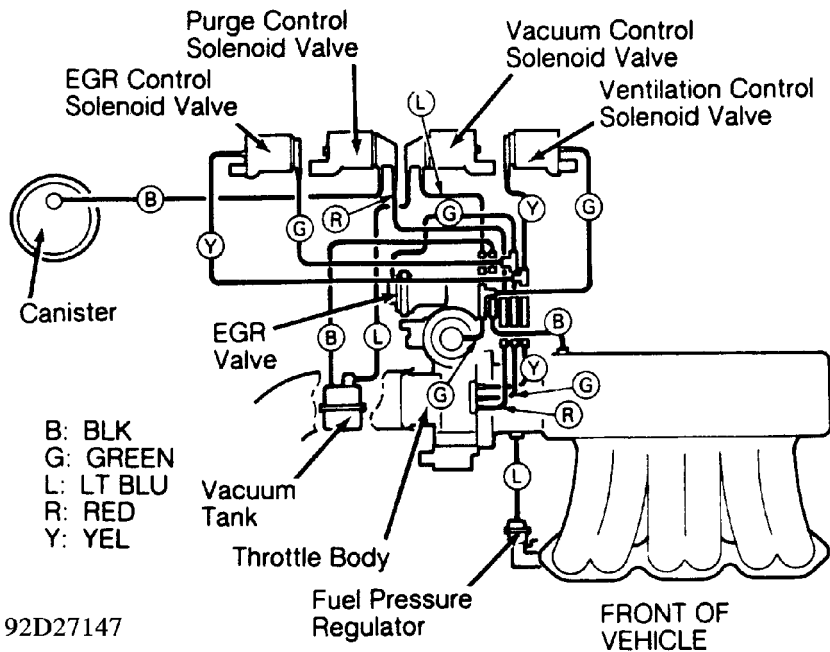 Purge Control
Solenoid Valve
Vacuum Control
Solenoid Valve
EGR Control
Solenoid Valve
Ventilation Control
Solenoid Valve
L
B
R
G
G
Y
G
Y
Canister
EGR
Valve
B
L
G
B
Y
G
R
B: BLK
G: GREEN
L: LT BLU
R: RED
Y: YEL
Vacuum
Tank
L
Throttle Body
Fuel Pressure
Regulator
FRONT OF
VEHICLE
92D27147